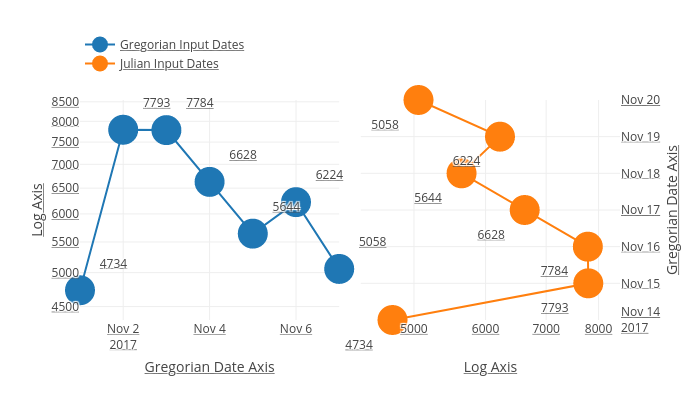 Gregorian Input Dates
Julian Input Dates
8500
8000
7500
7000
6500
6000
5500
5000
4500
Log Axis
7793
7784
6628
6224
5644
5058
4734
Nov 2
2017
Nov 4
Nov 6
Gregorian Date Axis
5058
6224
5644
6628
7784
7793
4734
5000
6000
7000
8000
Log Axis
Nov 20
Nov 19
Nov 18
Nov 17
Nov 16
Nov 15
Nov 14
2017
Gregorian Date Axis